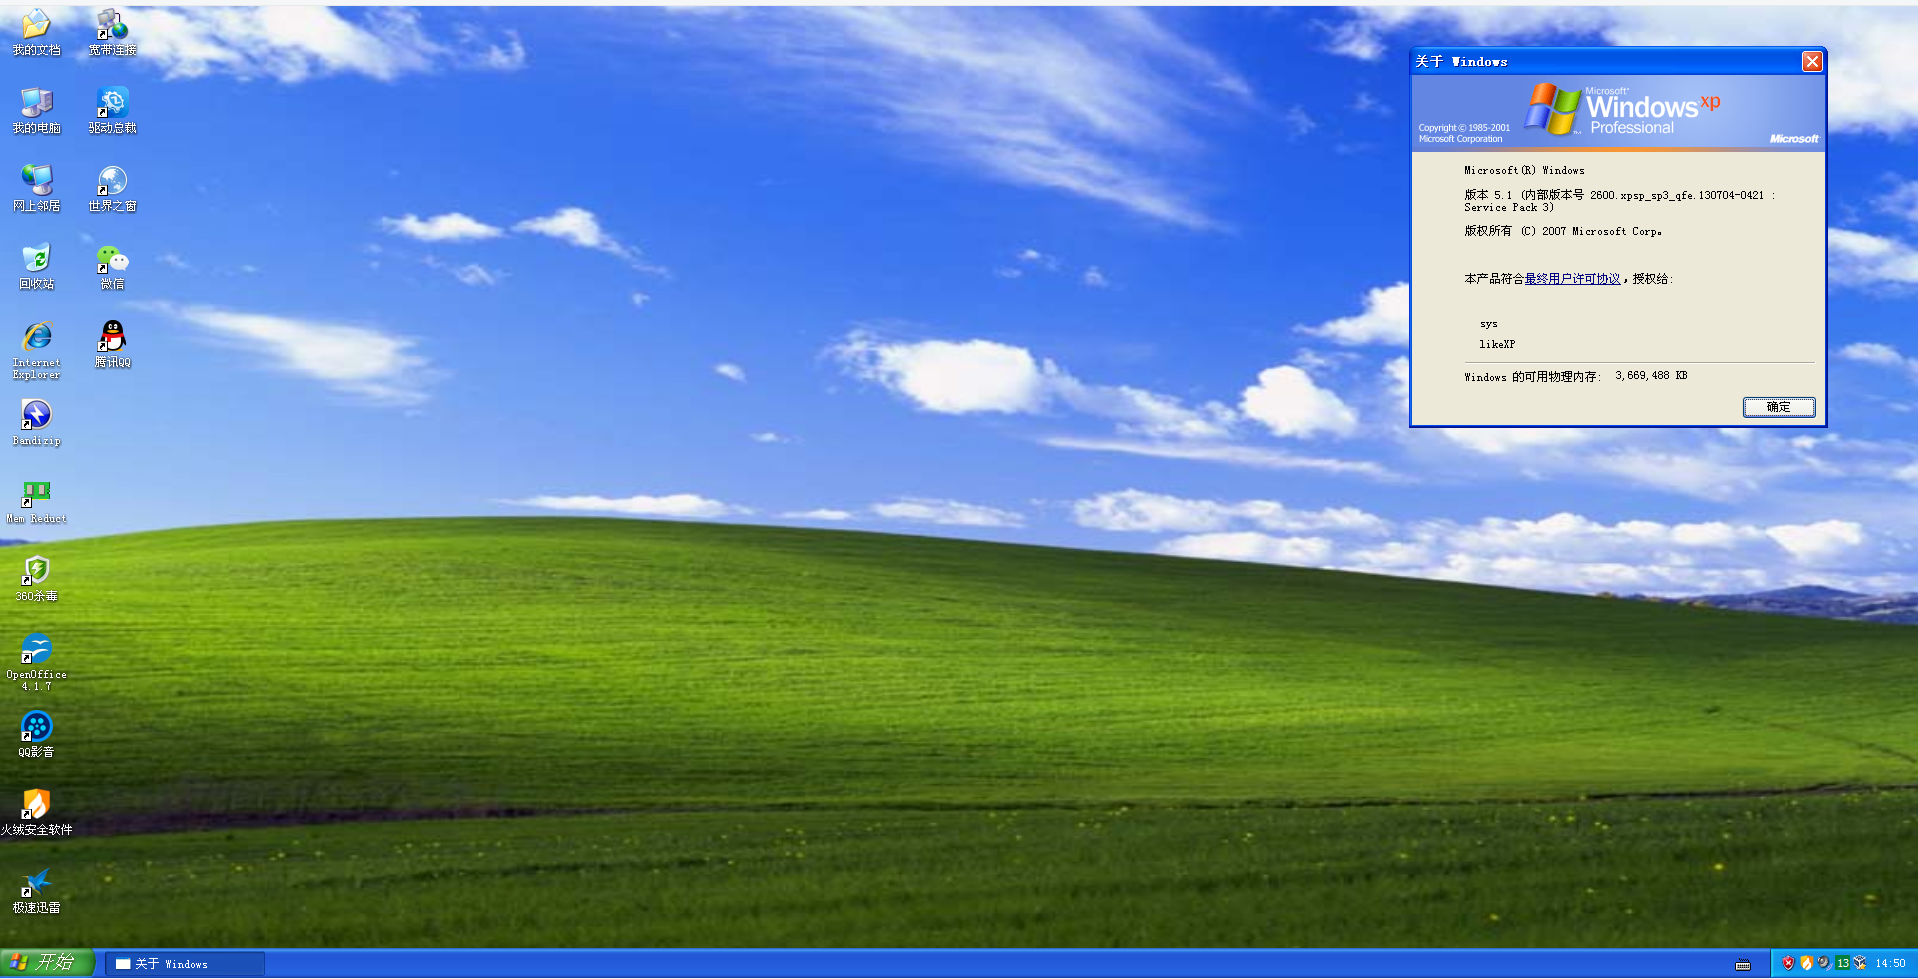 我的文档
宽带连接
我的电脑
驱动总裁
网上邻居
世界之窗
回收站
微信
Internet
Explorer
腾讯QQ
Bandizip
Mem Reduct
360杀毒
OpenOffice
4.1.7
QQ影音
火绒安全软件
极速迅雷
关于 Windows
Copyright © 1985-2001
Microsoft Corporation
Microsoft
Windows xp
Professional
Microsoft
Microsoft(R) Windows
版本 5.1 (内部版本号 2600.xpsp_sp3_qfe.130704-0421 :
Service Pack 3)
版权所有 (C) 2007 Microsoft Corp。
本产品符合最终用户许可协议，授权给:
sys
likeXP
Windows 的可用物理内存: 3,669,488 KB
确定
开始
关于 Windows
13
14:50